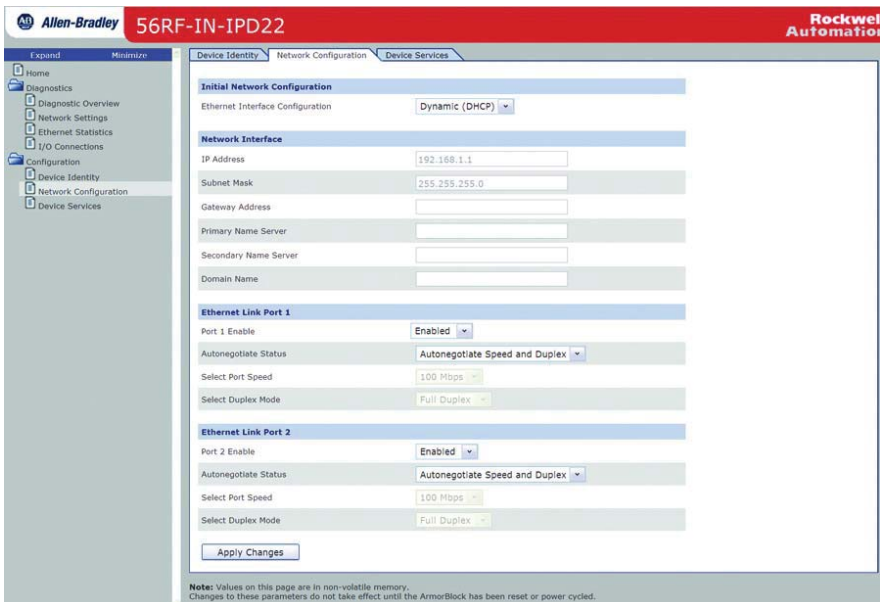 AB Allen-Bradley 56RF-IN-IPD22 Rockwell
Automation
Expand Minimize
Home
Diagnostics
Diagnostic Overview
Network Settings
Ethernet Statistics
I/O Connections
Configuration
Device Identity
Network Configuration
Device Services
Device Identity Network Configuration Device Services
Initial Network Configuration
Ethernet Interface Configuration Dynamic (DHCP)
Network Interface
IP Address 192.168.1.1
Subnet Mask 255.255.255.0
Gateway Address
Primary Name Server
Secondary Name Server
Domain Name
Ethernet Link Port 1
Port 1 Enable Enabled
Autonegotiate Status Autonegotiate Speed and Duplex
Select Port Speed 100 Mbps
Select Duplex Mode Full Duplex
Ethernet Link Port 2
Port 2 Enable Enabled
Autonegotiate Status Autonegotiate Speed and Duplex
Select Port Speed 100 Mbps
Select Duplex Mode Full Duplex
Apply Changes
Note: Values on this page are in non-volatile memory.
Changes to these parameters do not take effect until the ArmorBlock has been reset or power cycled.